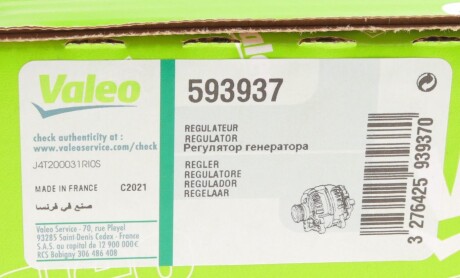 Valeo
check authenticity at :
www.valeoservice.com/check
J4T200031RIOS
MADE IN FRANCE C2021
صنع في فرنسا
Valeo Service - 70, rue Pleyel
93285 Saint-Denis Cedex - France
S.A.S. au capital de 12 900 000€
RCS Bobigny 306 486 408
593937
REGULATEUR
REGULATOR
Регулятор генератора
REGLER
REGULATORE
REGULADOR
REGELAAR
3 276425 939370